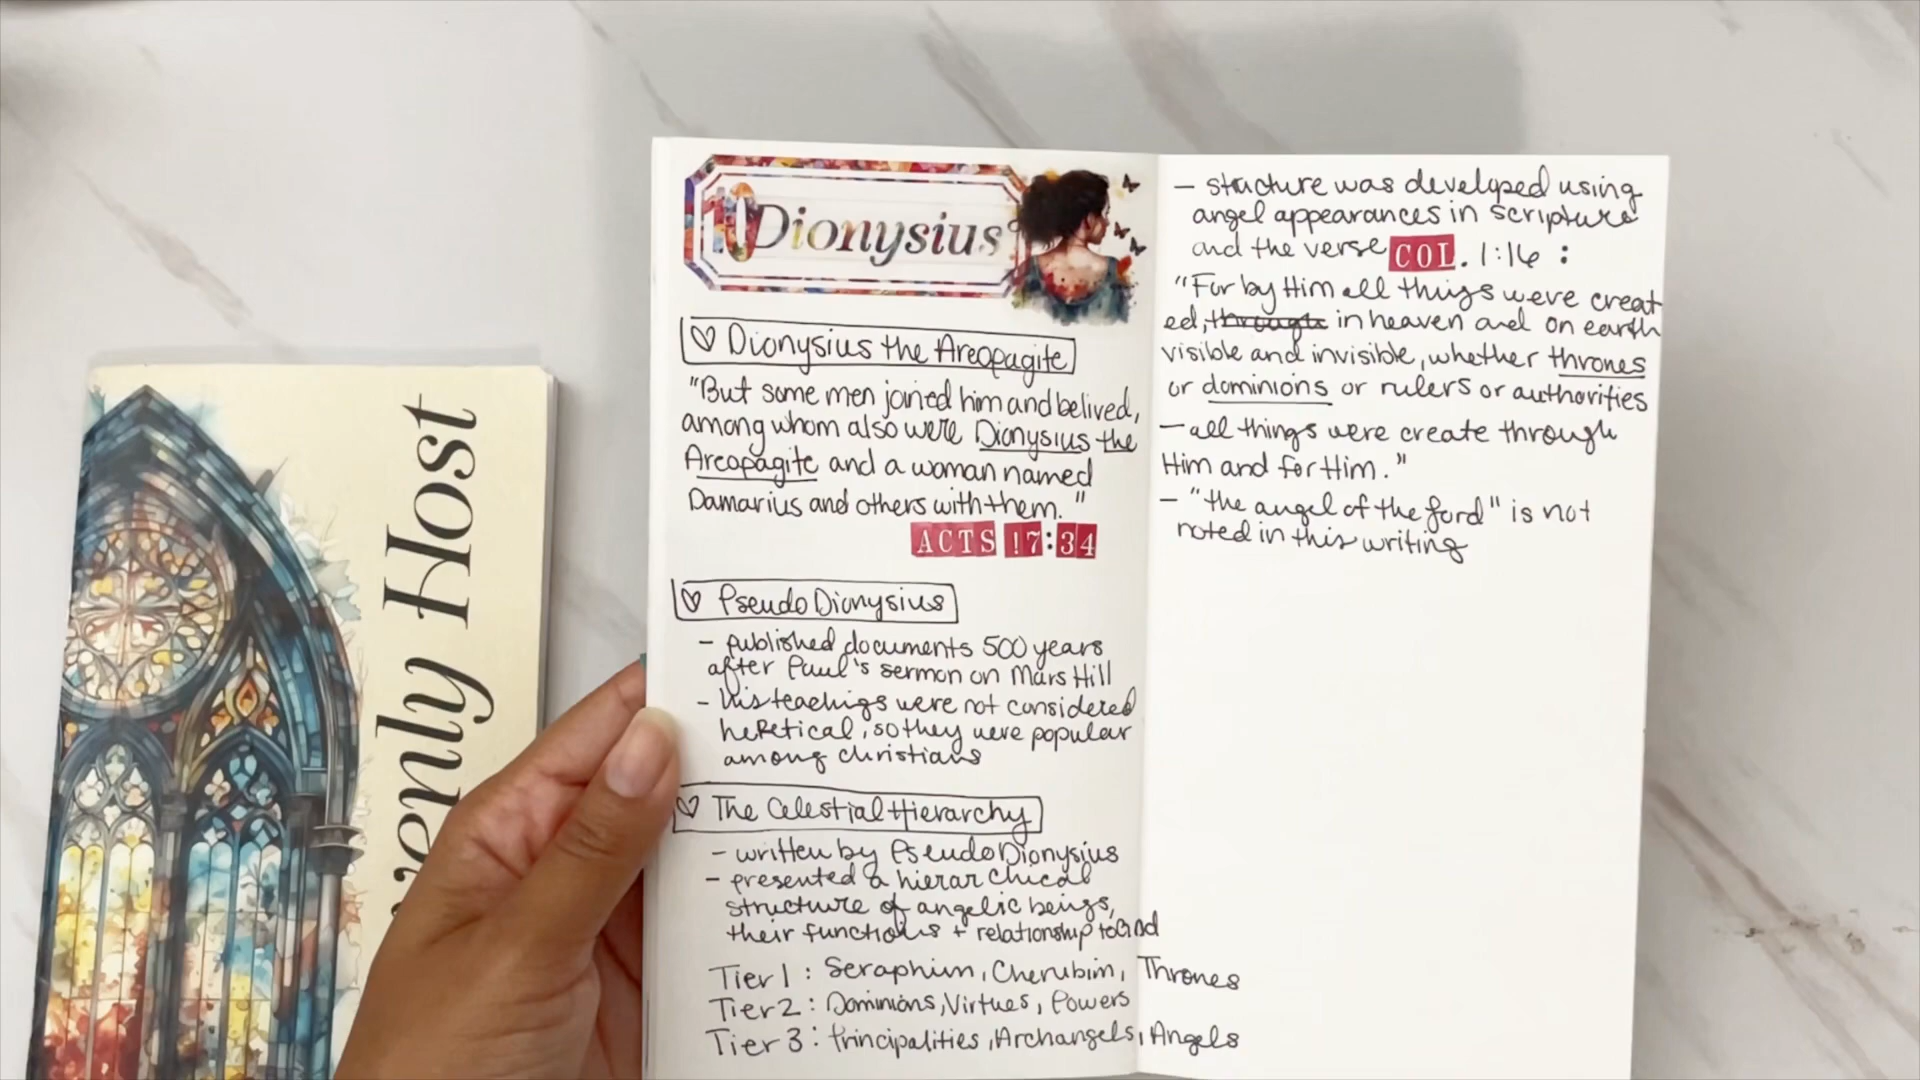 enly Host
10 Dionysius
Dionysius the Areopagite
"But some men joined him and belived,
among whom also were Dionysius the
Areopagite and a woman named
Damarius and others with them."
ACTS 17:34
Pseudo Dionysius
- published documents 500 years
after Paul's sermon on Mars Hill
- his teachings were not considered
heretical, so they were popular
among christians
The Celestial Hierarchy
- written by Pseudo Dionysius
- presented a hierarchical
structure of angelic beings,
their functions + relationship to God
Tier 1: Seraphim, Cherubim, Thrones
Tier 2: Dominions, Virtues, Powers
Tier 3: Principalities, Archangels, Angels
- structure was developed using
angel appearances in scripture
and the verse COL. 1:16 :
"For by Him all things were creat
ed, through in heaven and on earth
visible and invisible, whether thrones
or dominions or rulers or authorities
- all things were create through
Him and for Him."
- "the angel of the ford" is not
noted in this writing